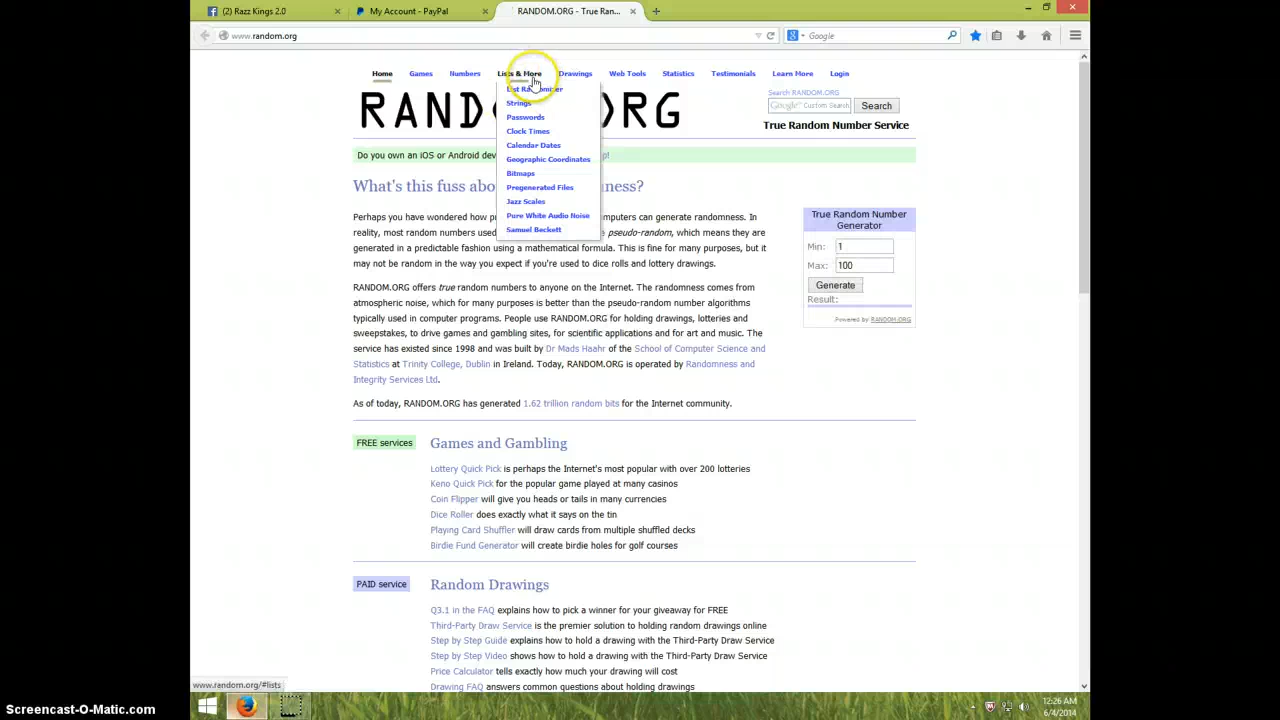 (2) Razz Kings 2.0
My Account - PayPal
RANDOM.ORG - True Ran...
www.random.org
Google
Home Games Numbers Lists & More Drawings Web Tools Statistics Testimonials Learn More Login
List Randomizer
Strings
Passwords
Clock Times
Calendar Dates
Geographic Coordinates
Bitmaps
Pregenerated Files
Jazz Scales
Pure White Audio Noise
Samuel Beckett
Search RANDOM.ORG
Google Custom Search Search
True Random Number Service
Do you own an iOS or Android
What's this fuss
Perhaps you have wondered how computers can generate randomness. In
reality, most random numbers used pseudo-random, which means they are
generated in a predictable fashion using a mathematical formula. This is fine for many purposes, but it
may not be random in the way you expect if you're used to dice rolls and lottery drawings.
RANDOM.ORG offers true random numbers to anyone on the Internet. The randomness comes from
atmospheric noise, which for many purposes is better than the pseudo-random number algorithms
typically used in computer programs. People use RANDOM.ORG for holding drawings, lotteries and
sweepstakes, to drive games and gambling sites, for scientific applications and for art and music. The
service has existed since 1998 and was built by Dr Mads Haahr of the School of Computer Science and
Statistics at Trinity College, Dublin in Ireland. Today, RANDOM.ORG is operated by Randomness and
Integrity Services Ltd.
As of today, RANDOM.ORG has generated 1.62 trillion random bits for the Internet community.
True Random Number
Generator
Min: 1
Max: 100
Generate
Result:
Powered by RANDOM.ORG
FREE services
Games and Gambling
Lottery Quick Pick is perhaps the Internet's most popular with over 200 lotteries
Keno Quick Pick for the popular game played at many casinos
Coin Flipper will give you heads or tails in many currencies
Dice Roller does exactly what it says on the tin
Playing Card Shuffler will draw cards from multiple shuffled decks
Birdie Fund Generator will create birdie holes for golf courses
PAID service
Random Drawings
Q3.1 in the FAQ explains how to pick a winner for your giveaway for FREE
Third-Party Draw Service is the premier solution to holding random drawings online
Step by Step Guide explains how to hold a drawing with the Third-Party Draw Service
Step by Step Video shows how to hold a drawing with the Third-Party Draw Service
Price Calculator tells exactly how much your drawing will cost
Drawing FAQ answers common questions about holding drawings
www.random.org/#lists
12:26 AM
6/4/2014
Screencast-O-Matic.com